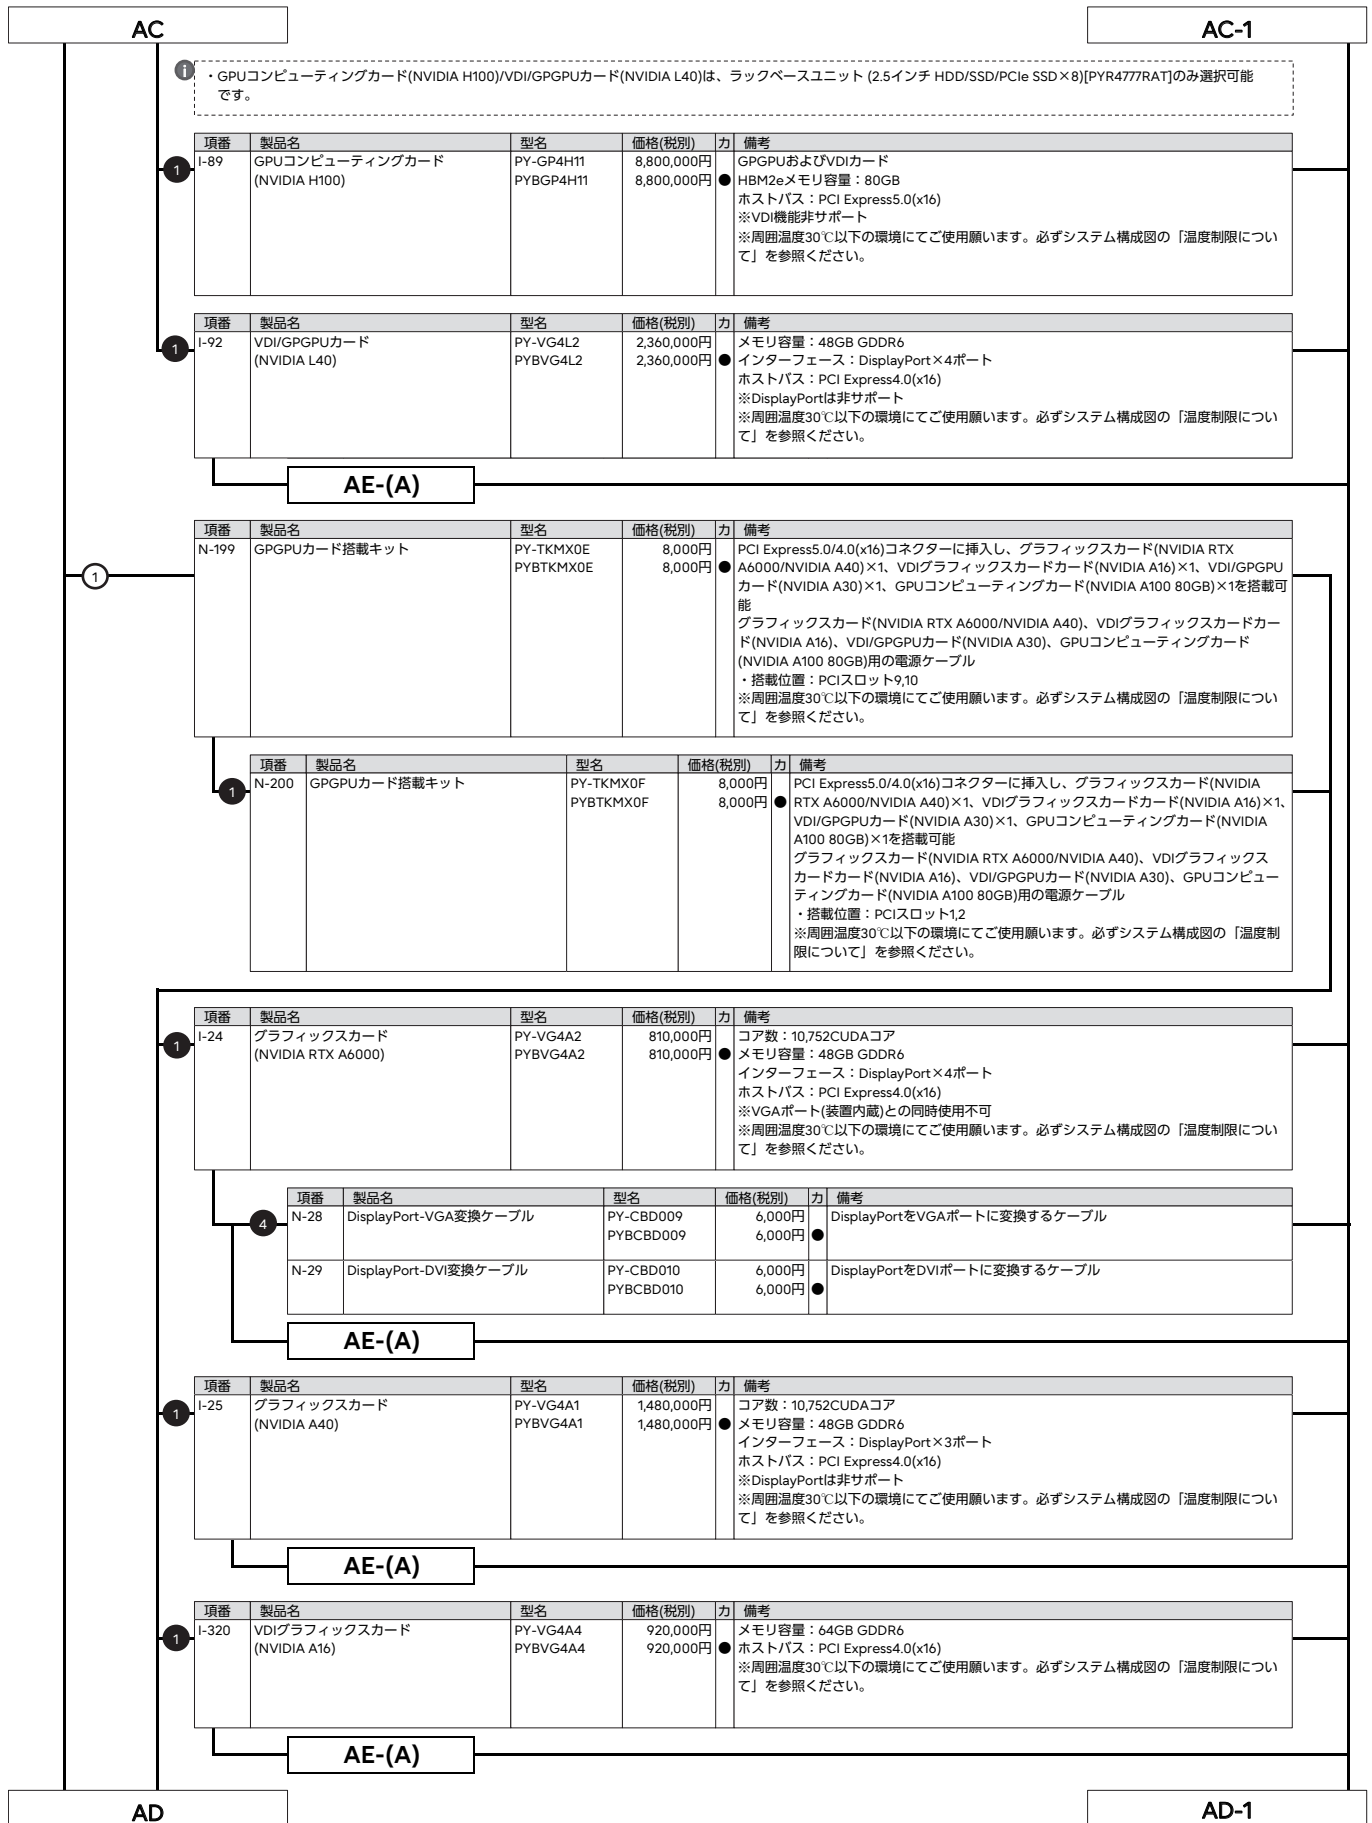 AC
AC-1
・GPUコンピューティングカード(NVIDIA H100)/VDI/GPGPUカード(NVIDIA L40)は、ラックベースユニット (2.5インチ HDD/SSD/PCIe SSD×8)[PYR4777RAT]のみ選択可能
です。
項番 製品名 型名 価格(税別) カ 備考
1 I-89 GPUコンピューティングカード PY-GP4H11 8,800,000円 GPGPUおよびVDIカード
(NVIDIA H100) PYBGP4H11 8,800,000円 ● HBM2eメモリ容量：80GB
ホストバス：PCI Express5.0(x16)
※VDI機能非サポート
※周囲温度30℃以下の環境にてご使用願います。必ずシステム構成図の「温度制限につい
て」を参照ください。
項番 製品名 型名 価格(税別) カ 備考
1 I-92 VDI/GPGPUカード PY-VG4L2 2,360,000円 メモリ容量：48GB GDDR6
(NVIDIA L40) PYBVG4L2 2,360,000円 ● インターフェース：DisplayPort×4ポート
ホストバス：PCI Express4.0(x16)
※DisplayPortは非サポート
※周囲温度30℃以下の環境にてご使用願います。必ずシステム構成図の「温度制限につい
て」を参照ください。
AE-(A)
項番 製品名 型名 価格(税別) カ 備考
1 N-199 GPGPUカード搭載キット PY-TKMX0E 8,000円 PCI Express5.0/4.0(x16)コネクターに挿入し、グラフィックスカード(NVIDIA RTX
PYBTKMX0E 8,000円 ● A6000/NVIDIA A40)×1、VDIグラフィックスカードカード(NVIDIA A16)×1、VDI/GPGPU
カード(NVIDIA A30)×1、GPUコンピューティングカード(NVIDIA A100 80GB)×1を搭載可
能
グラフィックスカード(NVIDIA RTX A6000/NVIDIA A40)、VDIグラフィックスカードカー
ド(NVIDIA A16)、VDI/GPGPUカード(NVIDIA A30)、GPUコンピューティングカード
(NVIDIA A100 80GB)用の電源ケーブル
・搭載位置：PCIスロット9,10
※周囲温度30℃以下の環境にてご使用願います。必ずシステム構成図の「温度制限につい
て」を参照ください。
項番 製品名 型名 価格(税別) カ 備考
1 N-200 GPGPUカード搭載キット PY-TKMX0F 8,000円 PCI Express5.0/4.0(x16)コネクターに挿入し、グラフィックスカード(NVIDIA
PYBTKMX0F 8,000円 ● RTX A6000/NVIDIA A40)×1、VDIグラフィックスカードカード(NVIDIA A16)×1、
VDI/GPGPUカード(NVIDIA A30)×1、GPUコンピューティングカード(NVIDIA
A100 80GB)×1を搭載可能
グラフィックスカード(NVIDIA RTX A6000/NVIDIA A40)、VDIグラフィックス
カードカード(NVIDIA A16)、VDI/GPGPUカード(NVIDIA A30)、GPUコンピュー
ティングカード(NVIDIA A100 80GB)用の電源ケーブル
・搭載位置：PCIスロット1,2
※周囲温度30℃以下の環境にてご使用願います。必ずシステム構成図の「温度制
限について」を参照ください。
項番 製品名 型名 価格(税別) カ 備考
1 I-24 グラフィックスカード PY-VG4A2 810,000円 コア数：10,752CUDAコア
(NVIDIA RTX A6000) PYBVG4A2 810,000円 ● メモリ容量：48GB GDDR6
インターフェース：DisplayPort×4ポート
ホストバス：PCI Express4.0(x16)
※VGAポート(装置内蔵)との同時使用不可
※周囲温度30℃以下の環境にてご使用願います。必ずシステム構成図の「温度制限につい
て」を参照ください。
項番 製品名 型名 価格(税別) カ 備考
4 N-28 DisplayPort-VGA変換ケーブル PY-CBD009 6,000円 DisplayPortをVGAポートに変換するケーブル
PYBCBD009 6,000円 ●
N-29 DisplayPort-DVI変換ケーブル PY-CBD010 6,000円 DisplayPortをDVIポートに変換するケーブル
PYBCBD010 6,000円 ●
AE-(A)
項番 製品名 型名 価格(税別) カ 備考
1 I-25 グラフィックスカード PY-VG4A1 1,480,000円 コア数：10,752CUDAコア
(NVIDIA A40) PYBVG4A1 1,480,000円 ● メモリ容量：48GB GDDR6
インターフェース：DisplayPort×3ポート
ホストバス：PCI Express4.0(x16)
※DisplayPortは非サポート
※周囲温度30℃以下の環境にてご使用願います。必ずシステム構成図の「温度制限につい
て」を参照ください。
AE-(A)
項番 製品名 型名 価格(税別) カ 備考
1 I-320 VDIグラフィックスカード PY-VG4A4 920,000円 メモリ容量：64GB GDDR6
(NVIDIA A16) PYBVG4A4 920,000円 ● ホストバス：PCI Express4.0(x16)
※周囲温度30℃以下の環境にてご使用願います。必ずシステム構成図の「温度制限につい
て」を参照ください。
AE-(A)
AD
AD-1